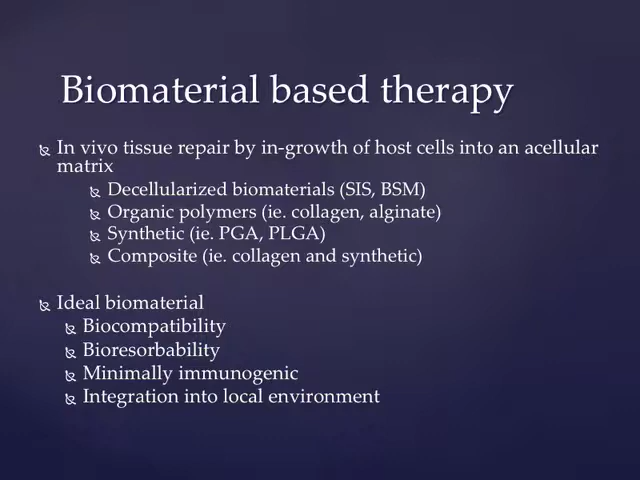 Biomaterial based therapy
In vivo tissue repair by in-growth of host cells into an acellular
matrix
Decellularized biomaterials (SIS, BSM)
Organic polymers (ie. collagen, alginate)
Synthetic (ie. PGA, PLGA)
Composite (ie. collagen and synthetic)
Ideal biomaterial
Biocompatibility
Bioresorbability
Minimally immunogenic
Integration into local environment